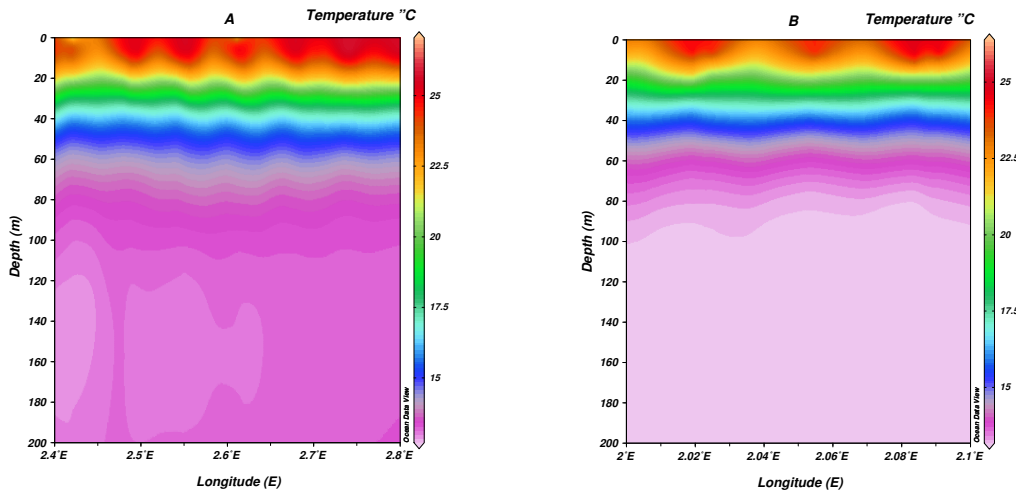 A
Temperature "C
0
20
40
60
80
100
120
140
160
180
200
Depth (m)
2.4˚E
2.5˚E
2.6˚E
2.7˚E
2.8˚E
Longitude (E)
25
22.5
20
17.5
15
Ocean Data View
B
Temperature "C
0
20
40
60
80
100
120
140
160
180
200
Depth (m)
2˚E
2.02˚E
2.04˚E
2.06˚E
2.08˚E
2.1˚E
Longitude (E)
25
22.5
20
17.5
15
Ocean Data View